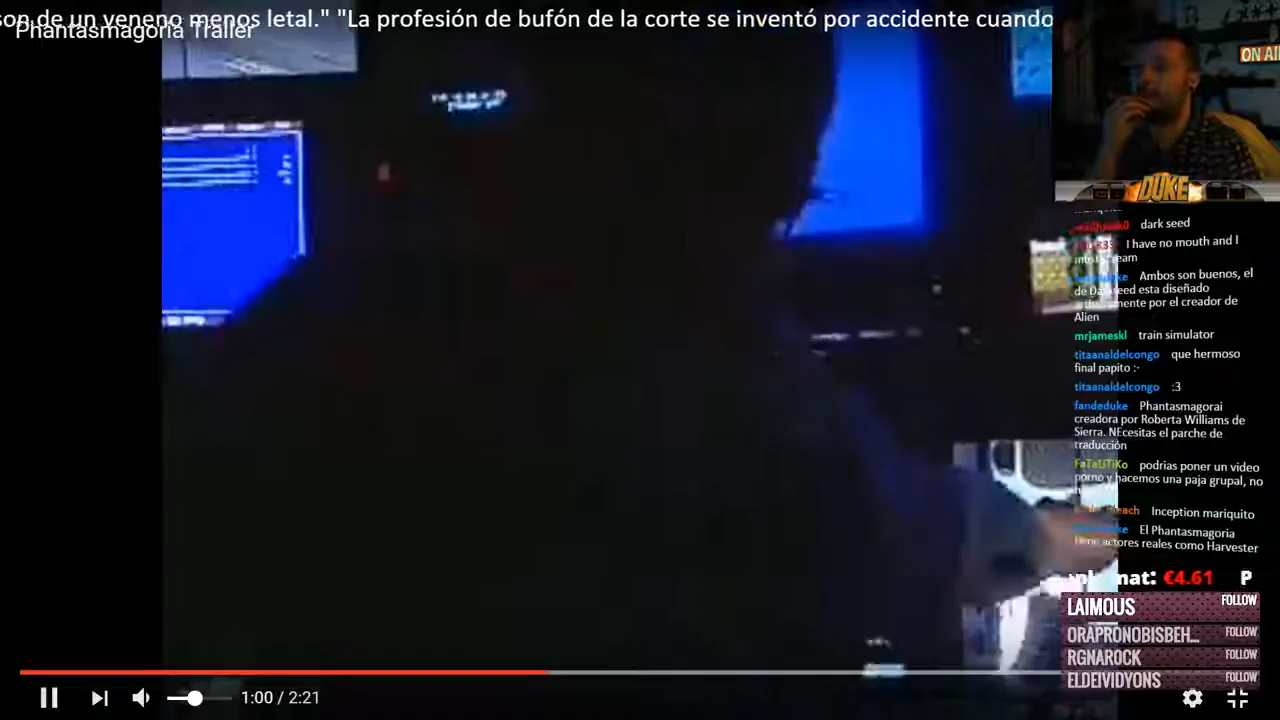 son de un veneno menos letal." "La profesión de bufón de la corte se inventó por accidente cuando
Phantasmagoria Trailer
ON AI
DUKE
dark seed
I have no mouth and I
Ambos son buenos, el
de
esta diseñado
por el creador de
Alien
mrjameskl train simulator
titaanaldelcongo que hermoso
final papito :-
titaanaldelcongo :3
fandeduke Phantasmagorai
creadora por Roberta Williams de
Sierra. NEcesitas el parche de
traducción
FaTaLiTiKo podrias poner un video
porno y hacemos una paja grupal, no
Inception mariquito
El Phantasmagoria
actores reales como Harvester
€4.61 P
LAIMOUS FOLLOW
ORAPRONOBISBEH... FOLLOW
RGNAROCK FOLLOW
ELDEIVIDYONS FOLLOW
1:00 / 2:21